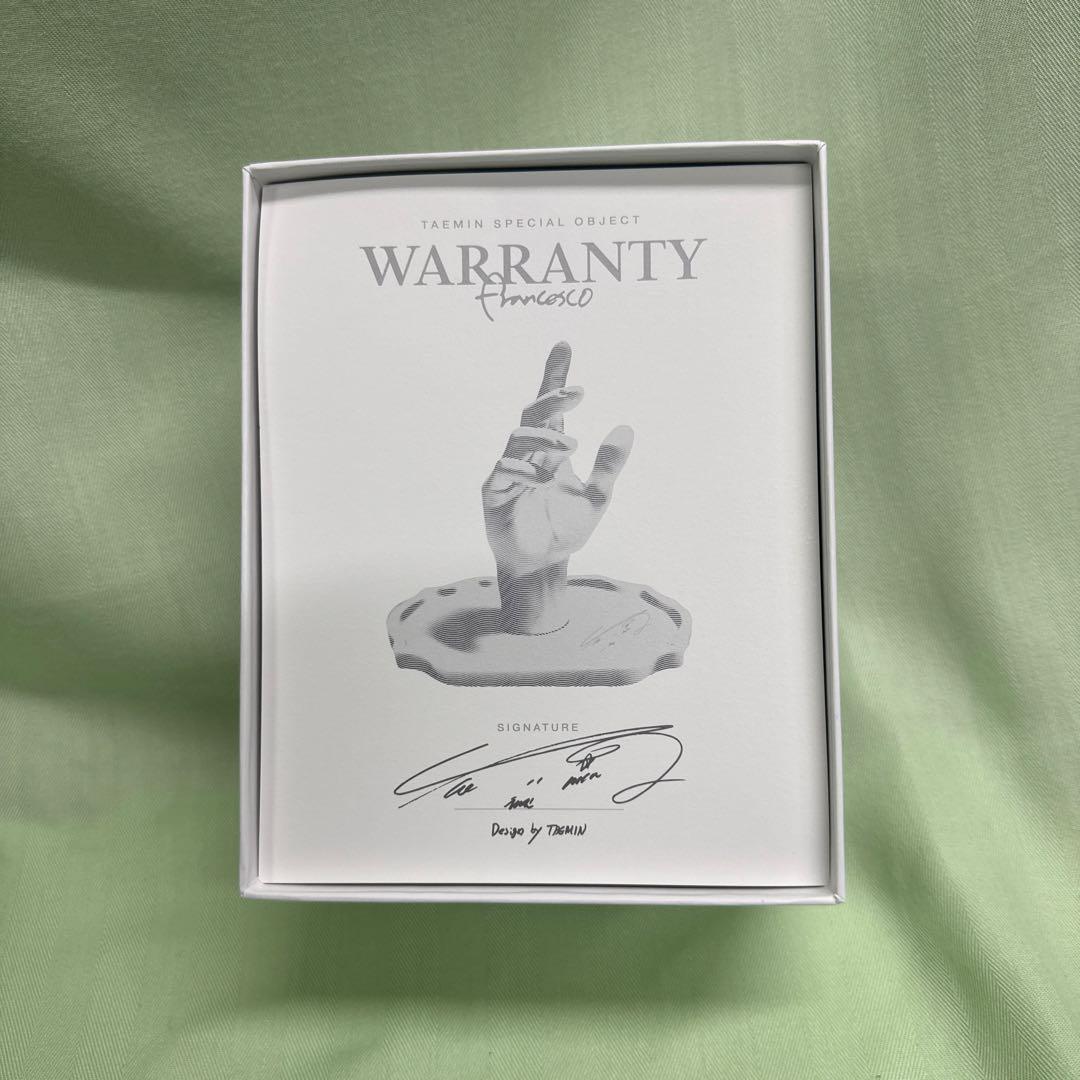 TAEMIN SPECIAL OBJECT
WARRANTY
francesco
SIGNATURE
Design by TAEMIN